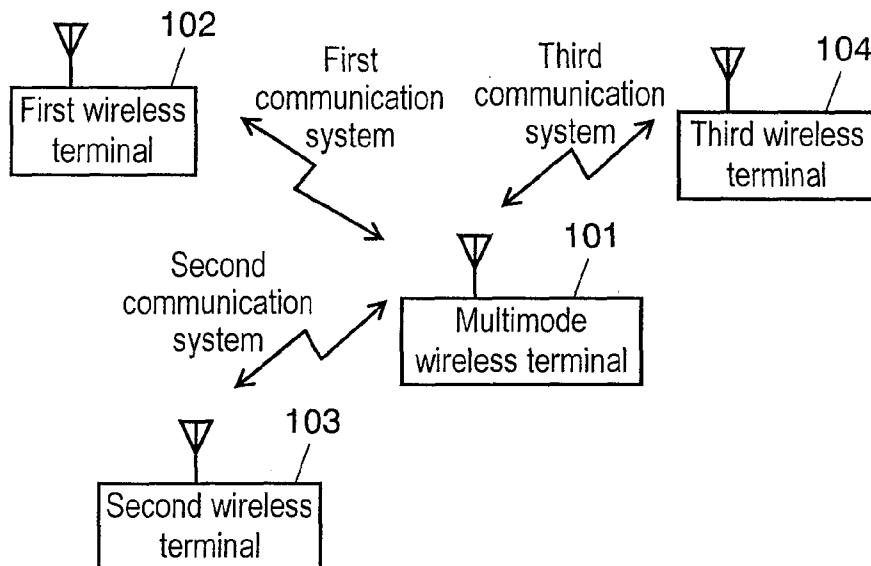 102
First wireless
terminal
First
communication
system
Third
communication
system
104
Third wireless
terminal
101
Multimode
wireless terminal
Second
communication
system
103
Second wireless
terminal